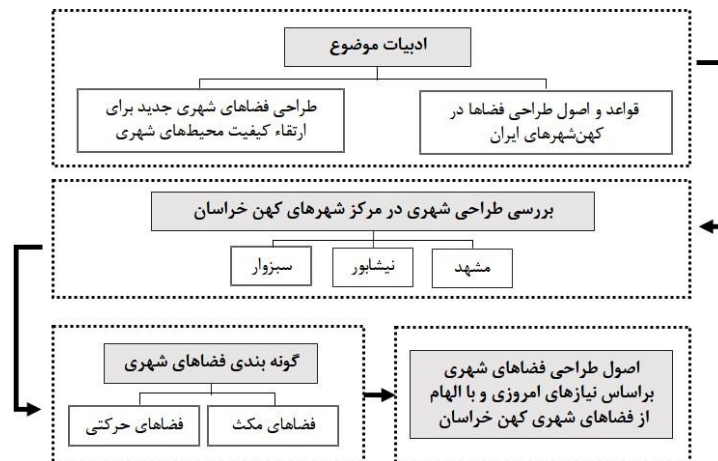 ادبیات موضوع
قواعد و اصول طراحی فضاها در
کهن‌شهرهای ایران
طراحی فضاهای شهری جدید برای
ارتقاء کیفیت محیط‌های شهری
بررسی طراحی شهری در مرکز شهرهای کهن خراسان
مشهد
نیشابور
سبزوار
گونه بندی فضاهای شهری
فضاهای مکث
فضاهای حرکتی
اصول طراحی فضاهای شهری
براساس نیازهای امروزی و با الهام
از فضاهای شهری کهن خراسان